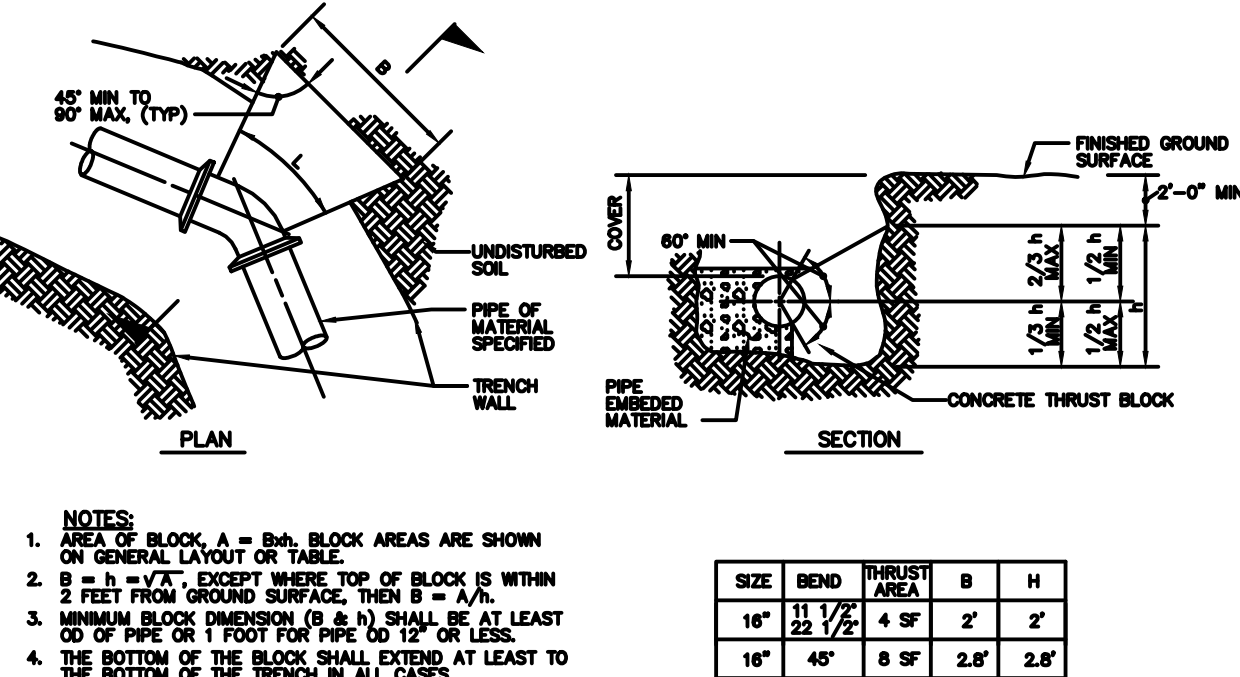 B
45° MIN TO
90° MAX, (TYP)
L
UNDISTURBED
SOIL
PIPE OF
MATERIAL
SPECIFIED
TRENCH
WALL
PLAN
FINISHED GROUND
SURFACE
2'-0" MIN
COVER
60° MIN
2/3 h
MAX
1/2 h
MIN
1/3 h
MIN
1/2 h
MAX
h
PIPE
EMBEDED
MATERIAL
CONCRETE THRUST BLOCK
SECTION
NOTES:
1. AREA OF BLOCK, A = Bxh. BLOCK AREAS ARE SHOWN
ON GENERAL LAYOUT OR TABLE.
2. B = h = √A, EXCEPT WHERE TOP OF BLOCK IS WITHIN
2 FEET FROM GROUND SURFACE, THEN B = A/h.
3. MINIMUM BLOCK DIMENSION (B & h) SHALL BE AT LEAST
OD OF PIPE OR 1 FOOT FOR PIPE OD 12" OR LESS.
4. THE BOTTOM OF THE BLOCK SHALL EXTEND AT LEAST TO
THE BOTTOM OF THE TRENCH IN ALL CASES
SIZE BEND THRUST AREA B H
16" 11 1/2° 22 1/2° 4 SF 2' 2'
16" 45° 8 SF 2.8' 2.8'